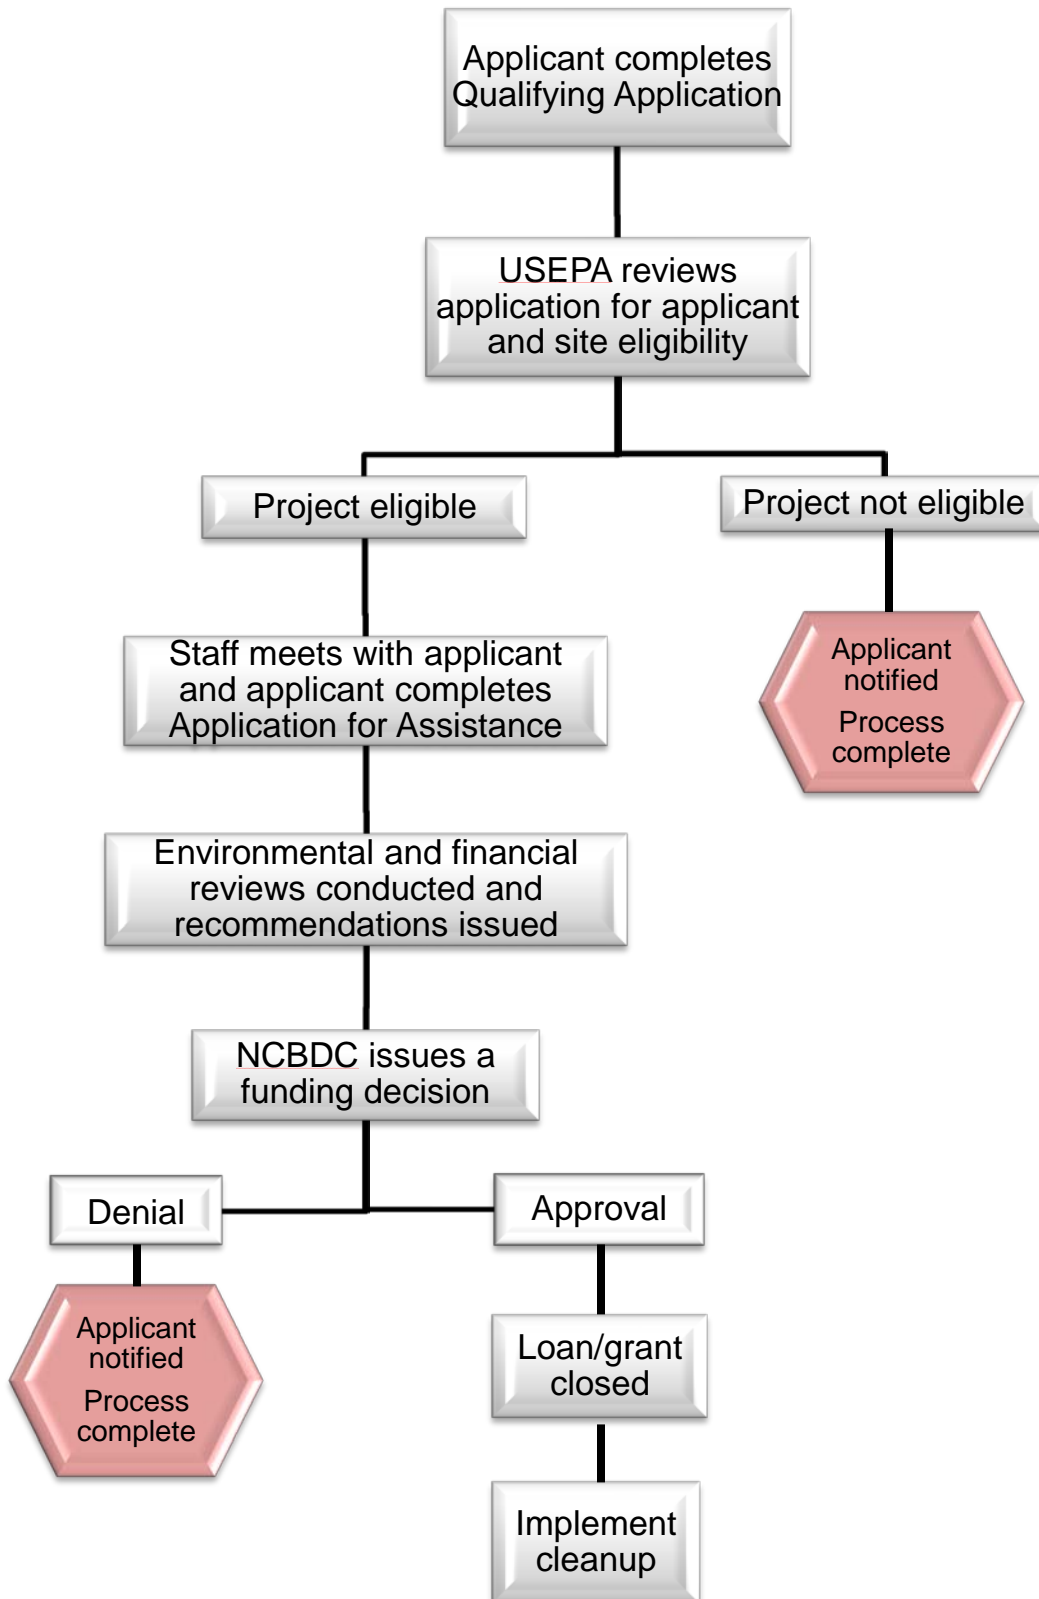 Applicant completes
Qualifying Application
USEPA reviews
application for applicant
and site eligibility
Project eligible
Project not eligible
Staff meets with applicant
and applicant completes
Application for Assistance
Applicant
notified
Process
complete
Environmental and financial
reviews conducted and
recommendations issued
NCBDC issues a
funding decision
Denial
Approval
Applicant
notified
Process
complete
Loan/grant
closed
Implement
cleanup